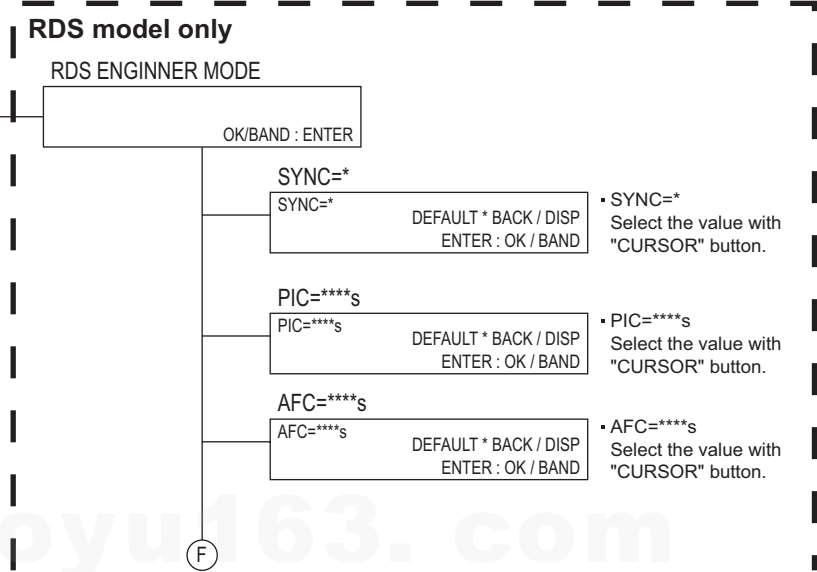 RDS model only
RDS ENGINNER MODE
OK/BAND : ENTER
SYNC=*
SYNC=*
DEFAULT * BACK / DISP
ENTER : OK / BAND
▪ SYNC=*
Select the value with
"CURSOR" button.
PIC=****s
PIC=****s
DEFAULT * BACK / DISP
ENTER : OK / BAND
▪ PIC=****s
Select the value with
"CURSOR" button.
AFC=****s
AFC=****s
DEFAULT * BACK / DISP
ENTER : OK / BAND
▪ AFC=****s
Select the value with
"CURSOR" button.
F
oyu163. com